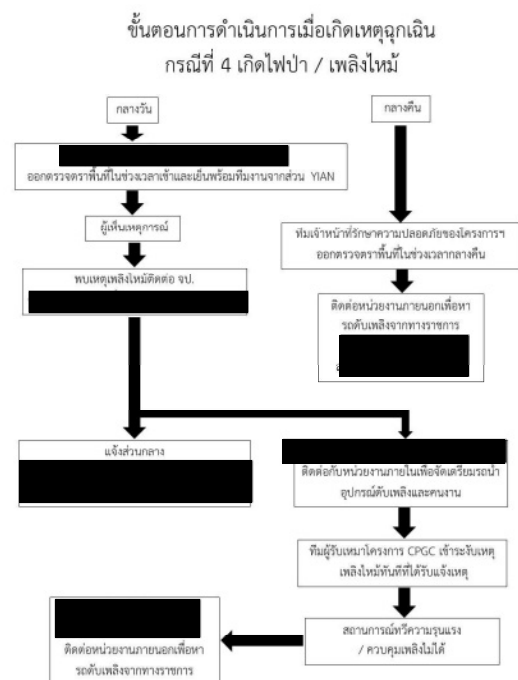 ขั้นตอนการดำเนินการเมื่อเกิดเหตุฉุกเฉิน
กรณีที่ 4 เกิดไฟป่า / เพลิงไหม้
กลางวัน
ออกตรวจตราพื้นที่ในช่วงเวลาเช้าและเย็นพร้อมทีมงานจากส่วน YIAN
ผู้เห็นเหตุการณ์
พบเหตุเพลิงไหม้ติดต่อ จป.
กลางคืน
ทีมเจ้าหน้าที่รักษาความปลอดภัยของโครงการฯ
ออกตรวจตราพื้นที่ในช่วงเวลากลางคืน
ติดต่อหน่วยงานภายนอกเพื่อหา
รถดับเพลิงจากทางราชการ
แจ้งส่วนกลาง
ติดต่อกับหน่วยงานภายในเพื่อจัดเตรียมรถน้ำ
อุปกรณ์ดับเพลิงและคนงาน
ทีมผู้รับเหมาโครงการ CPGC เข้าระงับเหตุ
เพลิงไหม้ทันทีที่ได้รับแจ้งเหตุ
สถานการณ์ทวีความรุนแรง
/ ควบคุมเพลิงไม่ได้
ติดต่อหน่วยงานภายนอกเพื่อหา
รถดับเพลิงจากทางราชการ